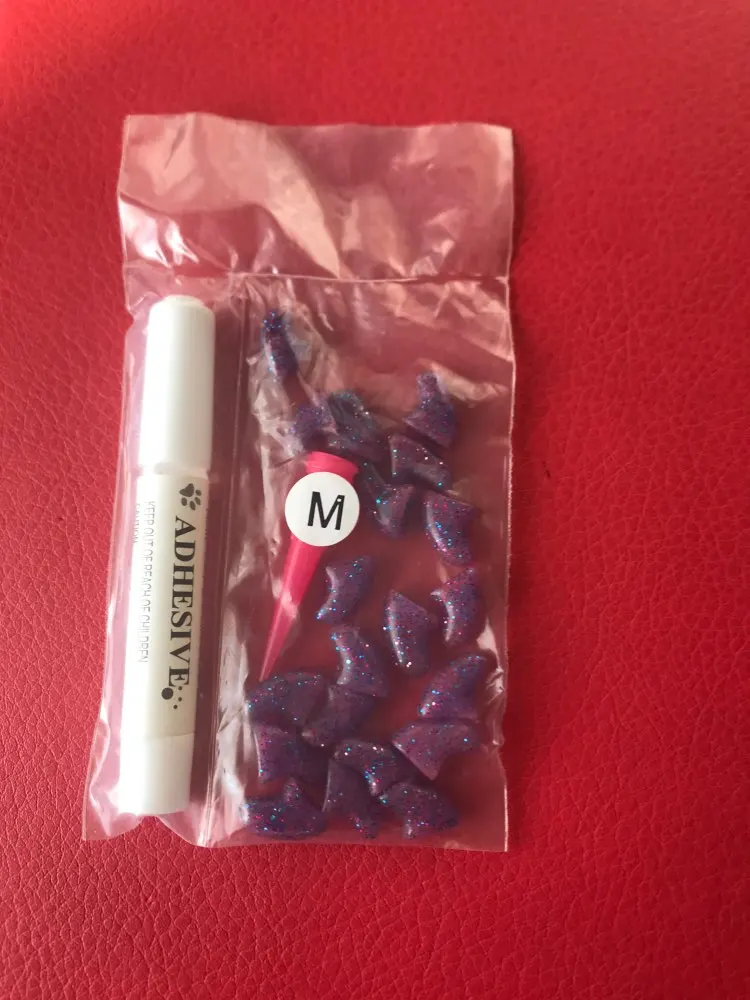 ADHESIVE
KEEP OUT OF REACH OF CHILDREN
M